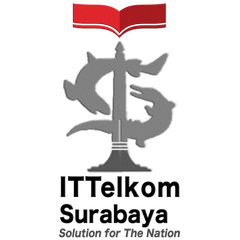 ITTelkom
Surabaya
Solution for The Nation